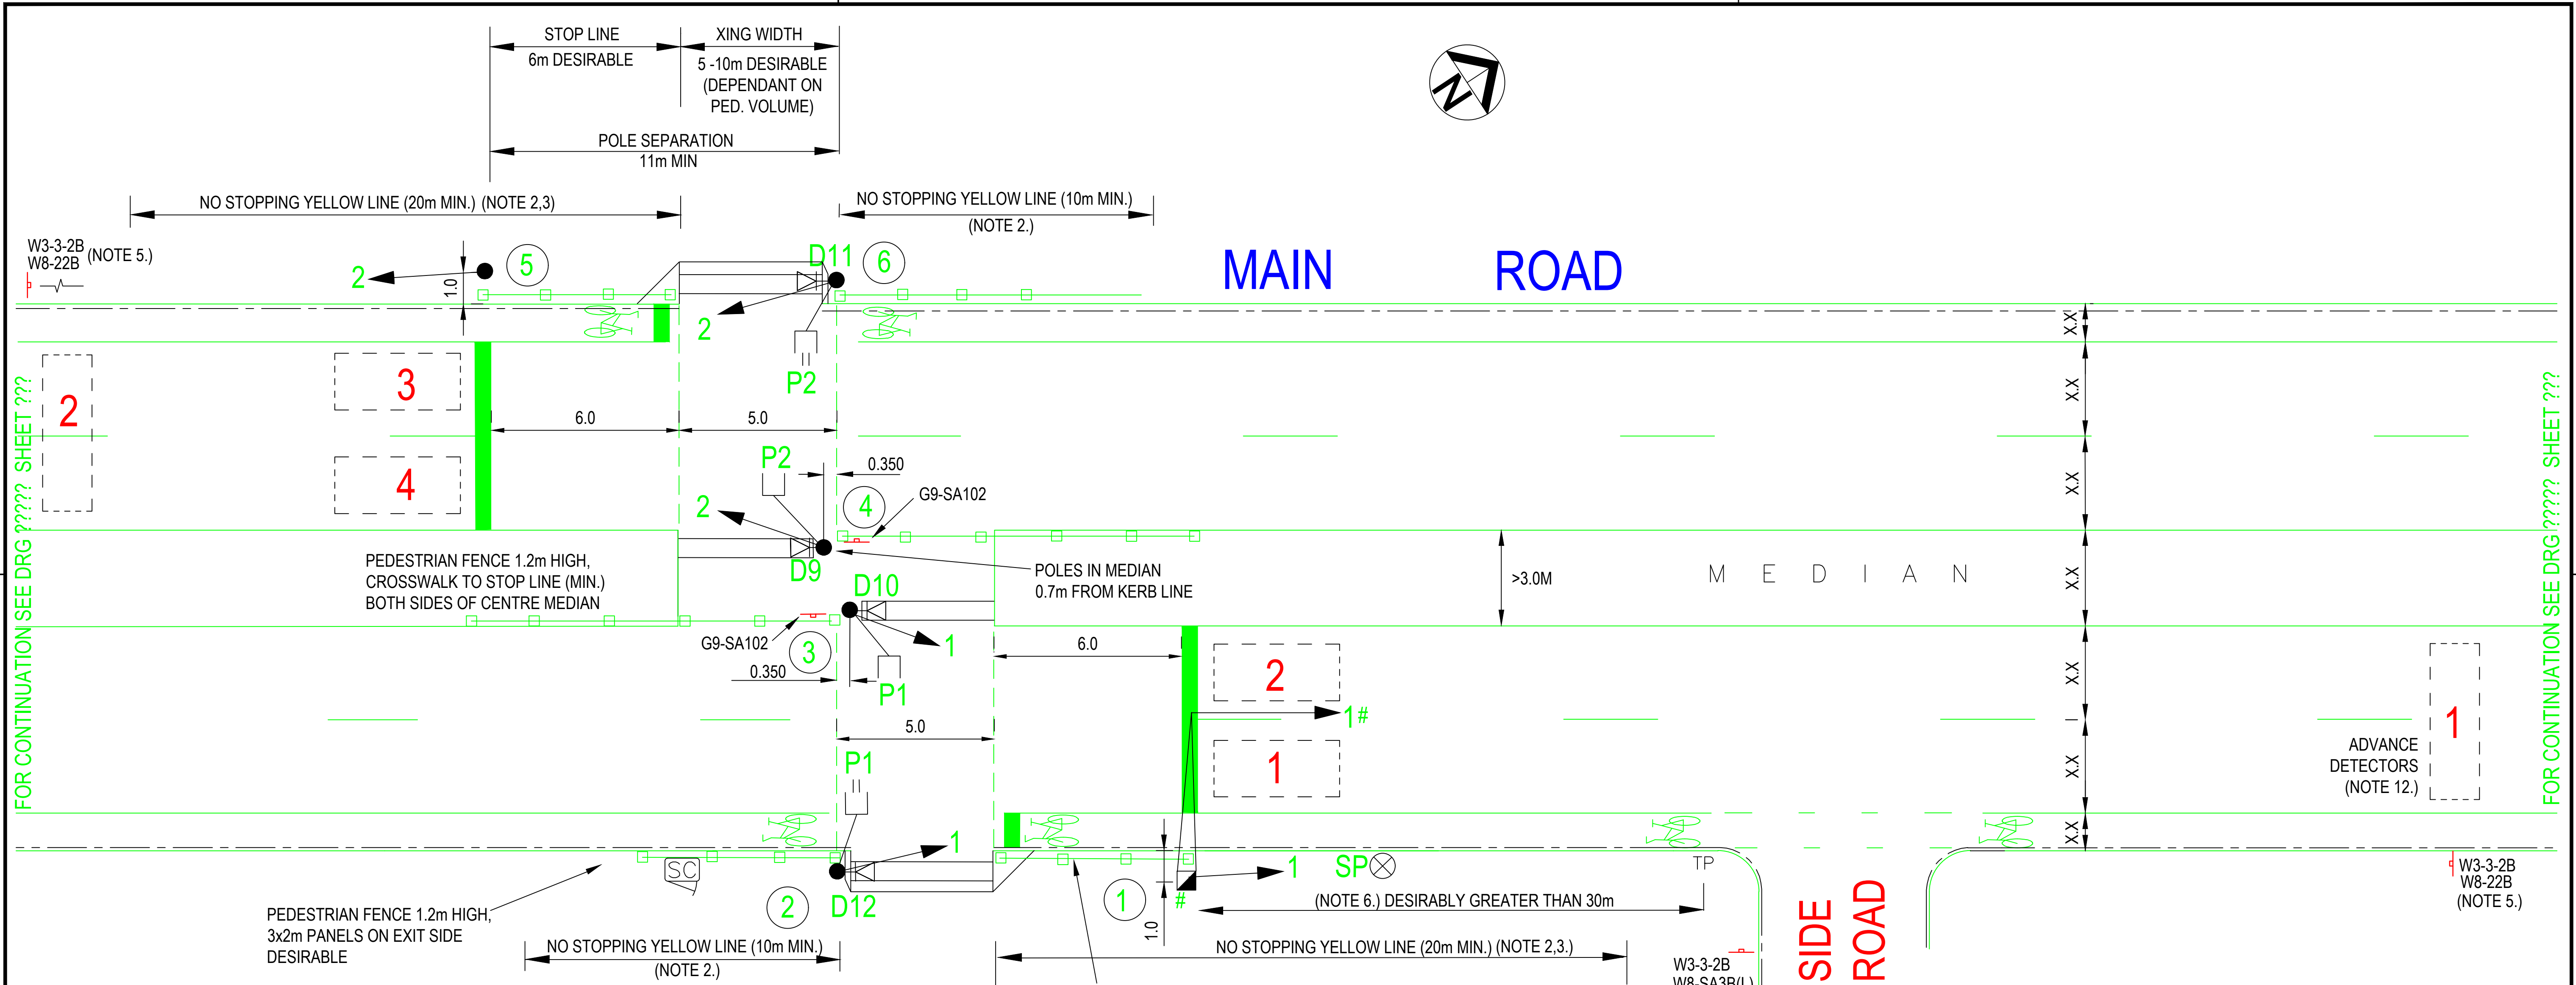 STOP LINE
6m DESIRABLE
XING WIDTH
5 -10m DESIRABLE
(DEPENDANT ON
PED. VOLUME)
N
POLE SEPARATION
11m MIN
NO STOPPING YELLOW LINE (20m MIN.) (NOTE 2,3)
NO STOPPING YELLOW LINE (10m MIN.)
(NOTE 2.)
W3-3-2B
W8-22B
(NOTE 5.)
2
1.0
5
D11
6
MAIN ROAD
2
P2
X.X
FOR CONTINUATION SEE DRG ????? SHEET ???
2
3
4
6.0
5.0
X.X
X.X
P2
0.350
2
4
G9-SA102
D9
D10
PEDESTRIAN FENCE 1.2m HIGH,
CROSSWALK TO STOP LINE (MIN.)
BOTH SIDES OF CENTRE MEDIAN
POLES IN MEDIAN
0.7m FROM KERB LINE
>3.0M
MEDIAN
X.X
FOR CONTINUATION SEE DRG????? SHEET ???
G9-SA102
3
0.350
1
P1
6.0
2
1#
1
X.X
X.X
5.0
P1
ADVANCE
DETECTORS
(NOTE 12.)
1
X.X
SC
1
2
D12
1
1.0
1
#
SP
TP
(NOTE 6.) DESIRABLY GREATER THAN 30m
SIDE
ROAD
W3-3-2B
W8-22B
(NOTE 5.)
PEDESTRIAN FENCE 1.2m HIGH,
3x2m PANELS ON EXIT SIDE
DESIRABLE
NO STOPPING YELLOW LINE (10m MIN.)
(NOTE 2.)
NO STOPPING YELLOW LINE (20m MIN.) (NOTE 2,3.)
W3-3-2B
W8-SA3B(L)